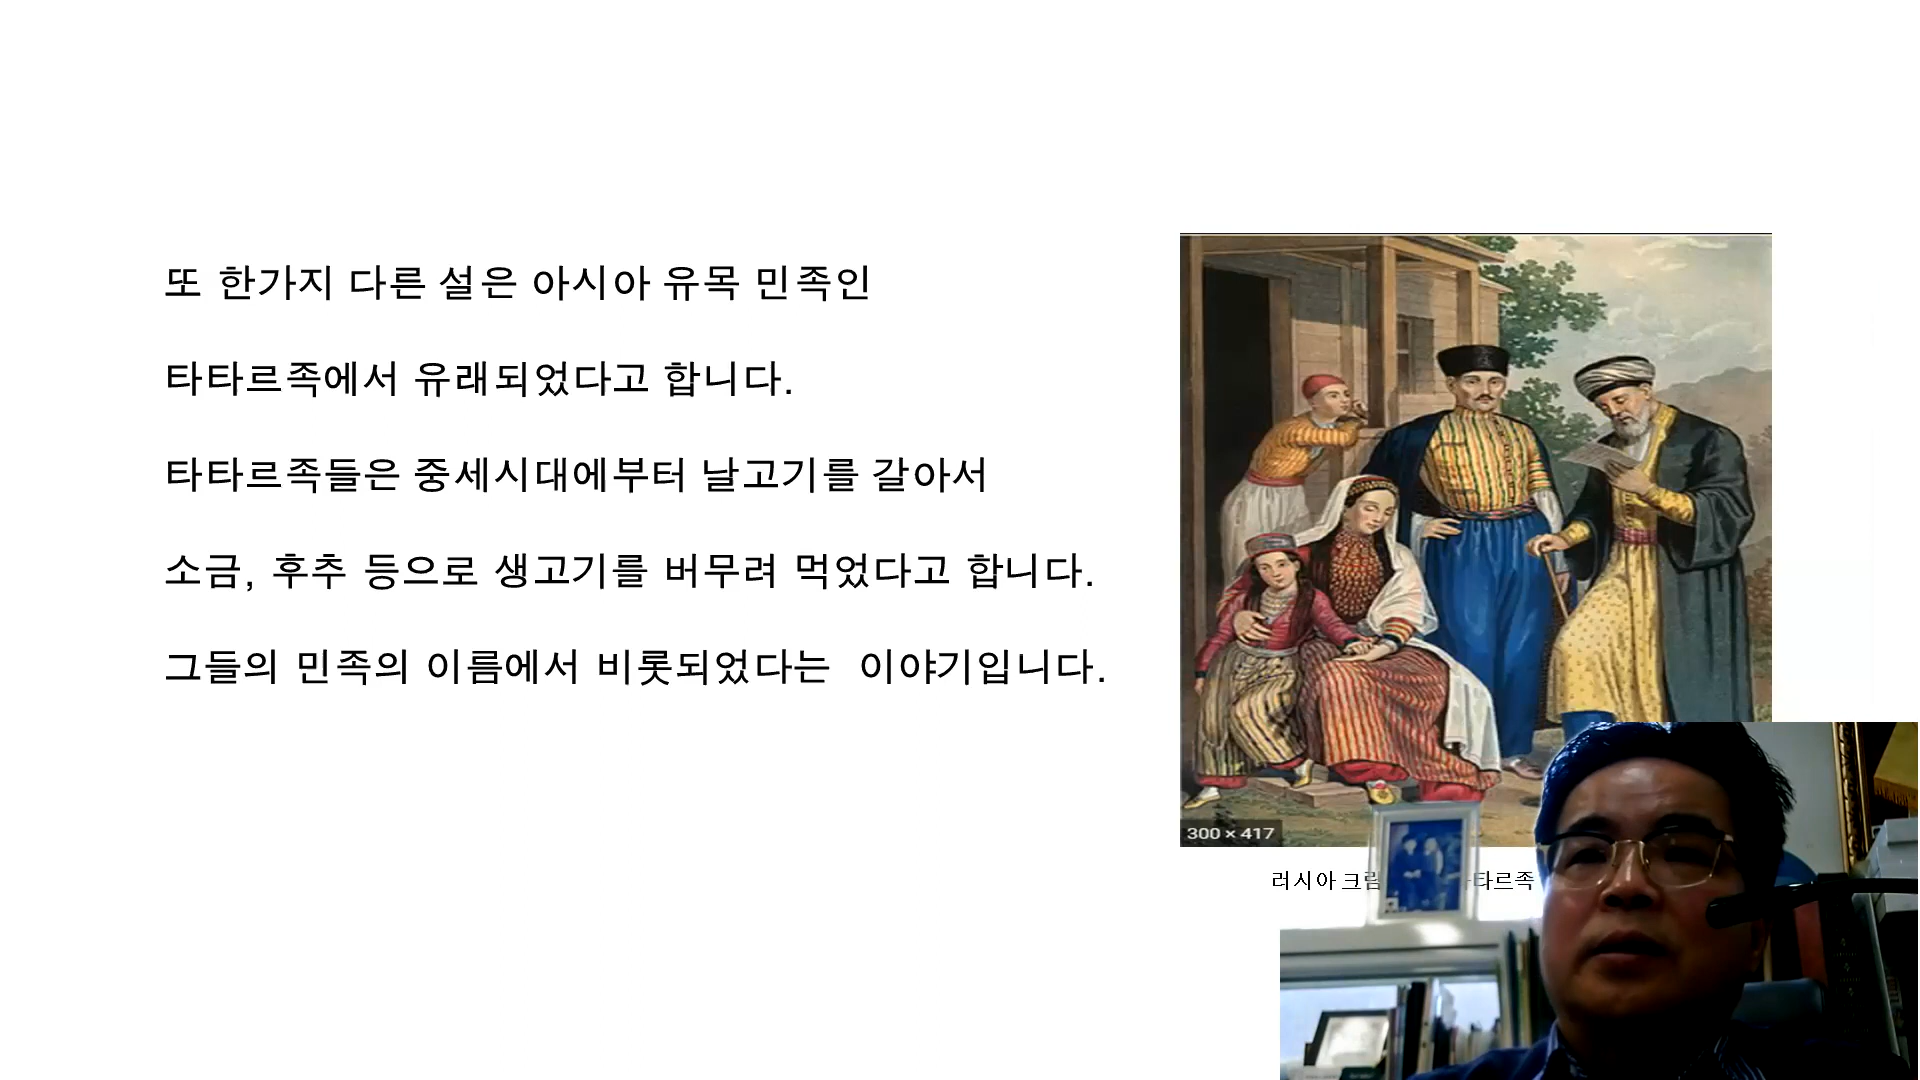 또 한가지 다른 설은 아시아 유목 민족인
타타르족에서 유래되었다고 합니다.
타타르족들은 중세시대에부터 날고기를 갈아서
소금, 후추 등으로 생고기를 버무려 먹었다고 합니다.
그들의 민족의 이름에서 비롯되었다는 이야기입니다.
300 × 417
러시아